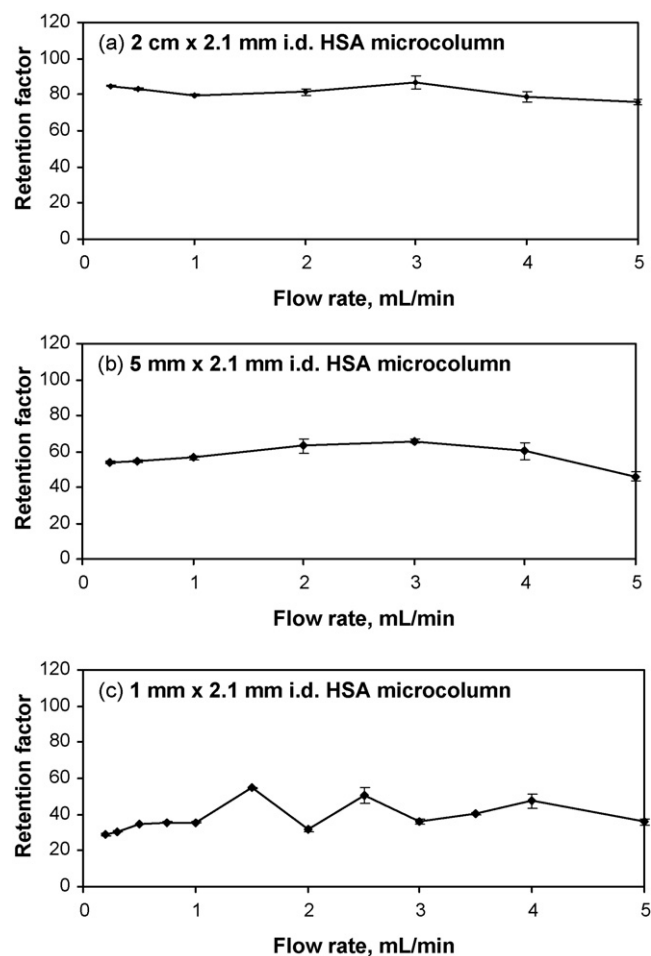 (a) 2 cm x 2.1 mm i.d. HSA microcolumn
Retention factor
120
100
80
60
40
20
0
0 1 2 3 4 5
Flow rate, mL/min
(b) 5 mm x 2.1 mm i.d. HSA microcolumn
Retention factor
120
100
80
60
40
20
0
0 1 2 3 4 5
Flow rate, mL/min
(c) 1 mm x 2.1 mm i.d. HSA microcolumn
Retention factor
120
100
80
60
40
20
0
0 1 2 3 4 5
Flow rate, mL/min